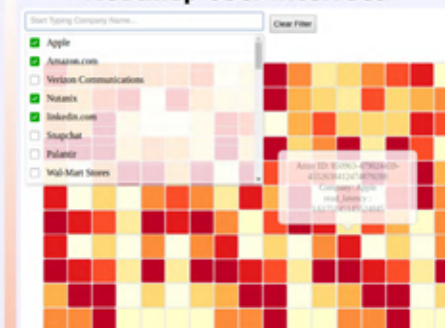 Start Typing Company Name...
Clear Filter
Apple
Amazon.com
Verizon Communications
Nutanix
linkedin.com
Snapchat
Palantir
Wal-Mart Stores
Company: Apple
read_latency :